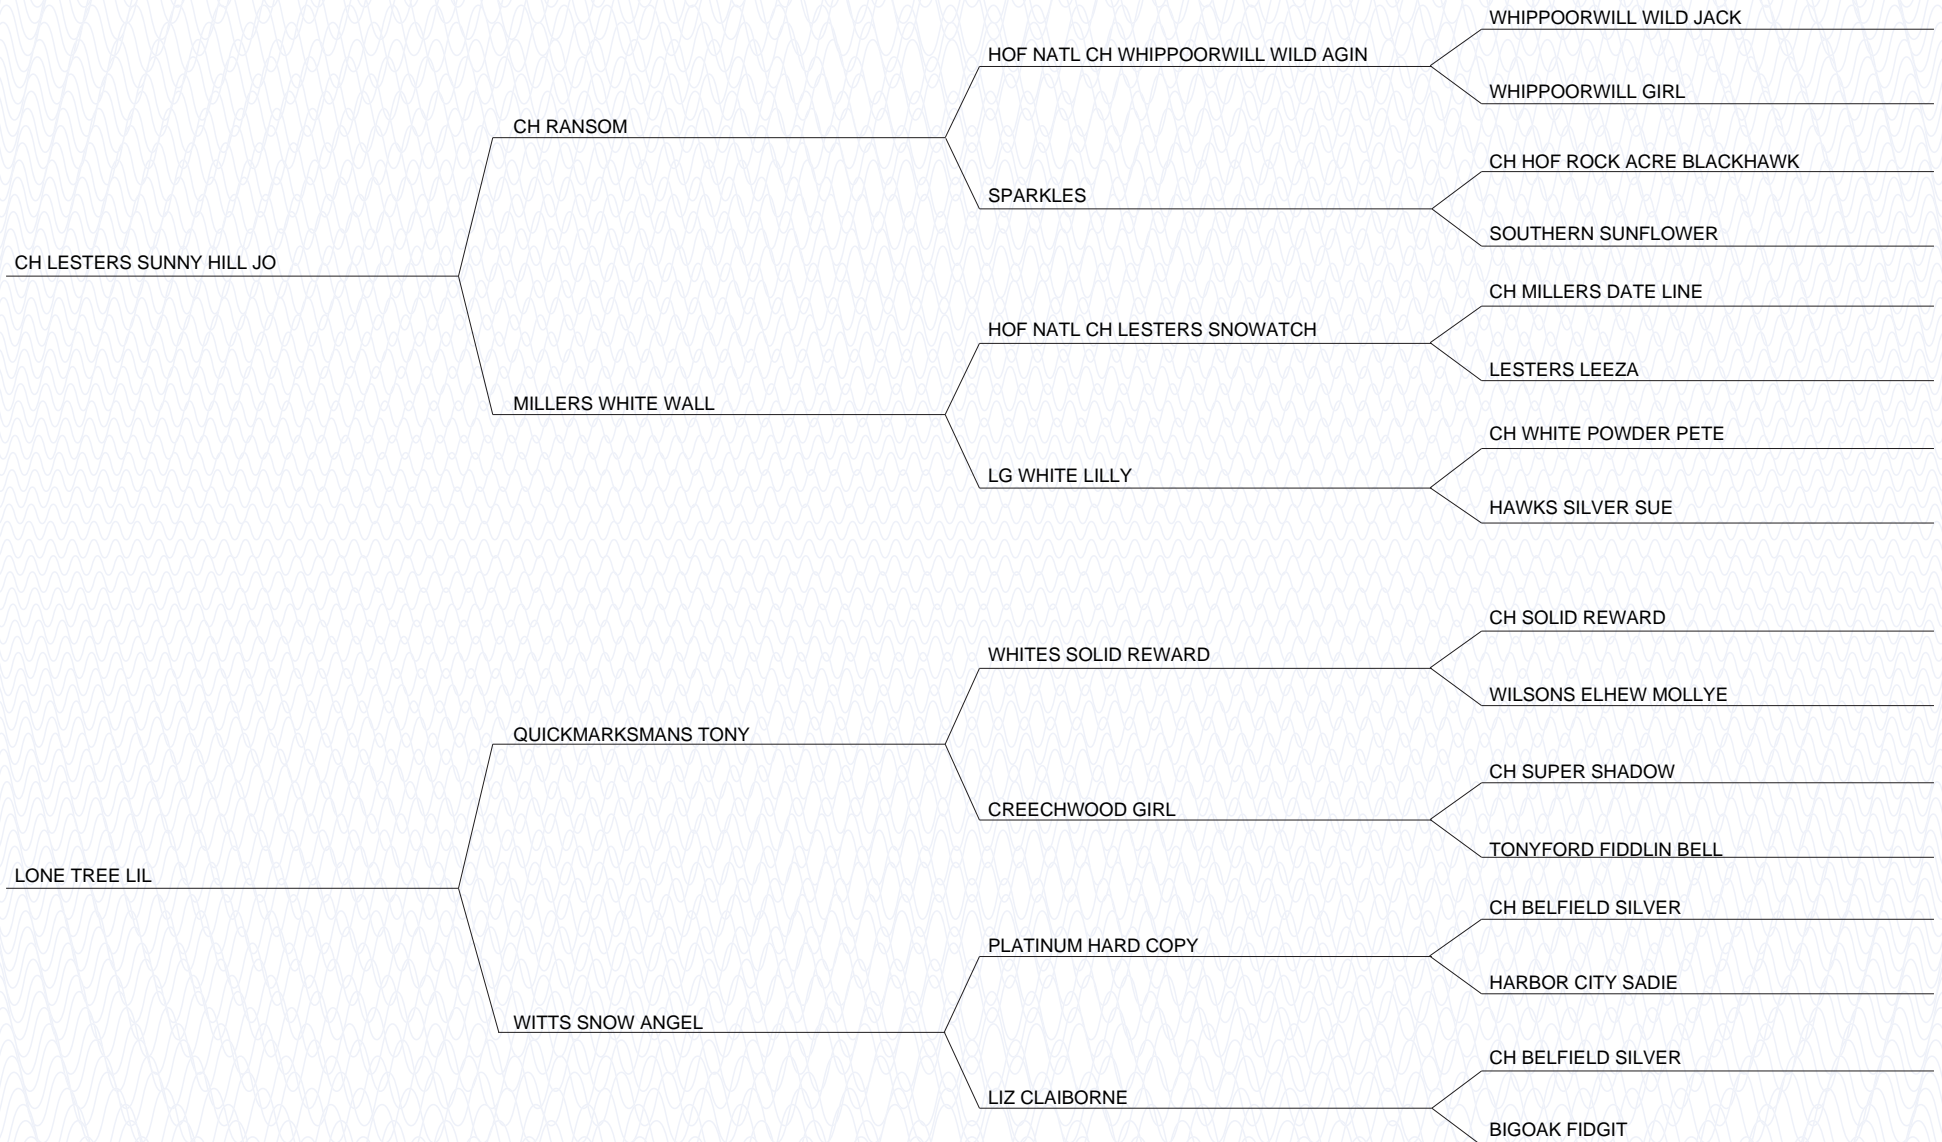 WHIPPOORWILL WILD JACK
HOF NATL CH WHIPPOORWILL WILD AGIN
WHIPPOORWILL GIRL
CH RANSOM
CH HOF ROCK ACRE BLACKHAWK
SPARKLES
SOUTHERN SUNFLOWER
CH LESTERS SUNNY HILL JO
CH MILLERS DATE LINE
HOF NATL CH LESTERS SNOWATCH
LESTERS LEEZA
MILLERS WHITE WALL
CH WHITE POWDER PETE
LG WHITE LILLY
HAWKS SILVER SUE
CH SOLID REWARD
WHITES SOLID REWARD
WILSONS ELHEW MOLLYE
QUICKMARKSMANS TONY
CH SUPER SHADOW
CREECHWOOD GIRL
TONYFORD FIDDLIN BELL
LONE TREE LIL
CH BELFIELD SILVER
PLATINUM HARD COPY
HARBOR CITY SADIE
WITTS SNOW ANGEL
CH BELFIELD SILVER
LIZ CLAIBORNE
BIGOAK FIDGIT